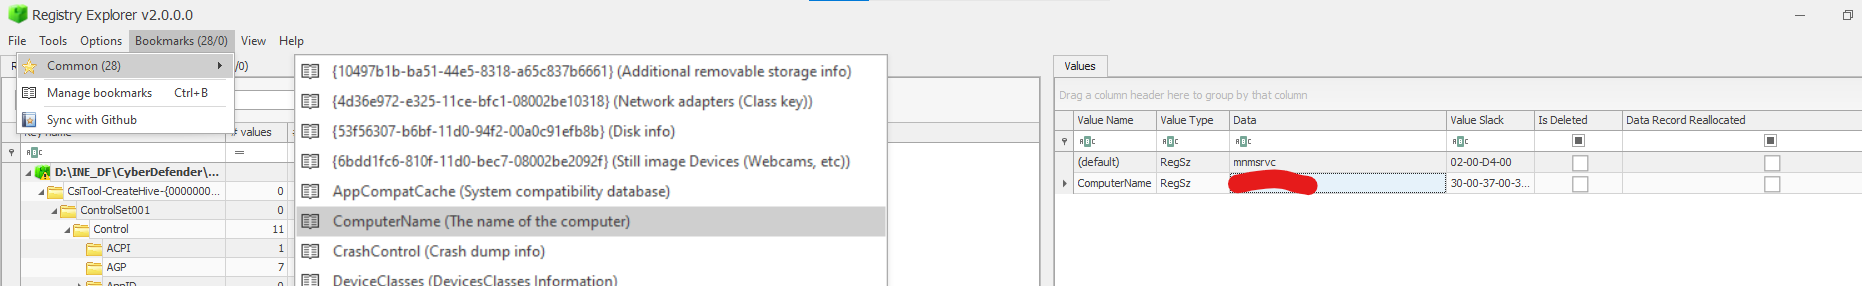 Registry Explorer v2.0.0.0
File Tools Options Bookmarks (28/0) View Help
Common (28)
/0)
Manage bookmarks Ctrl+B
Sync with Github
# values
=
D:\INE_DF\CyberDefender\...
CsiTool-CreateHive-{0000000... 0
ControlSet001 0
Control 11
ACPI 1
AGP 7
{10497b1b-ba51-44e5-8318-a65c837b6661} (Additional removable storage info)
{4d36e972-e325-11ce-bfc1-08002be10318} (Network adapters (Class key))
{53f56307-b6bf-11d0-94f2-00a0c91efb8b} (Disk info)
{6bdd1fc6-810f-11d0-bec7-08002be2092f} (Still image Devices (Webcams, etc))
AppCompatCache (System compatibility database)
ComputerName (The name of the computer)
CrashControl (Crash dump info)
DeviceClasses (DevicesClasses Information)
Values
Drag a column header here to group by that column
Value Name Value Type Data Value Slack Is Deleted Data Record Reallocated
(default) RegSz mnmsrvc 02-00-D4-00
ComputerName RegSz 30-00-37-00-3...